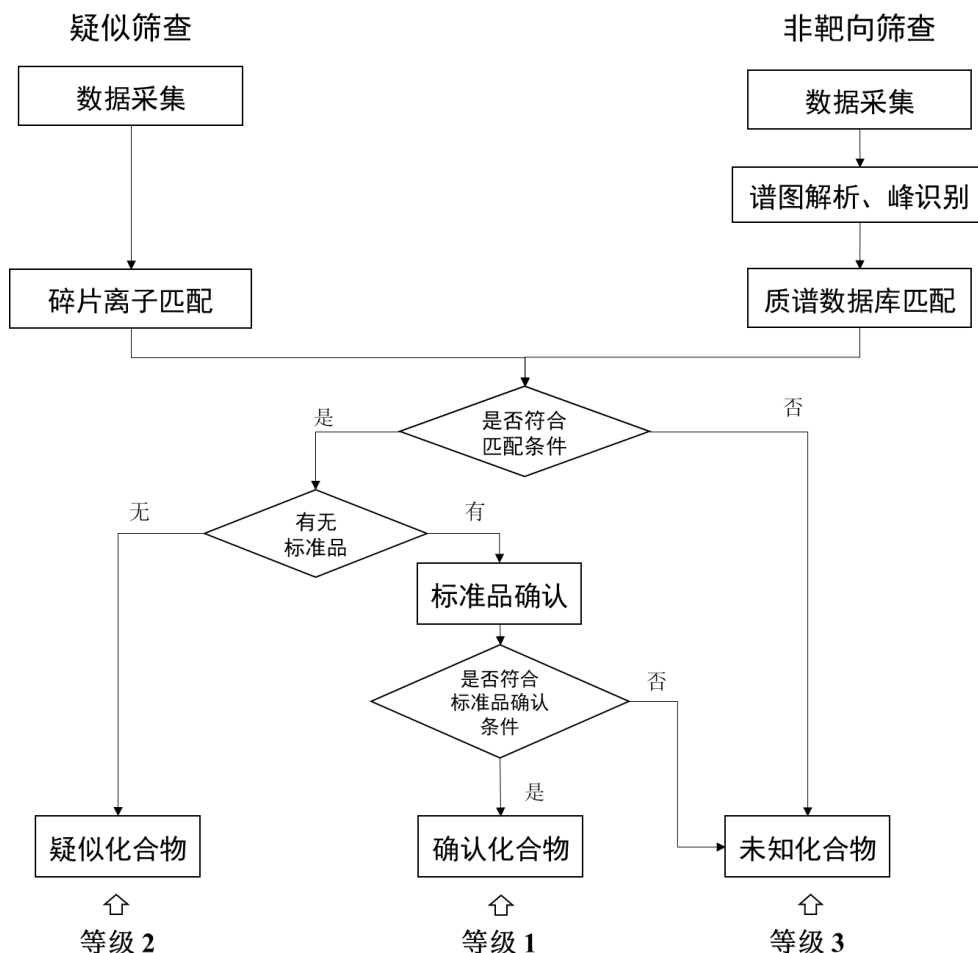 疑似筛查
非靶向筛查
数据采集
数据采集
谱图解析、峰识别
碎片离子匹配
质谱数据库匹配
是否符合
匹配条件
是
否
有无
标准品
无
有
标准品确认
是否符合
标准品确认
条件
否
是
疑似化合物
确认化合物
未知化合物
等级 2
等级 1
等级 3